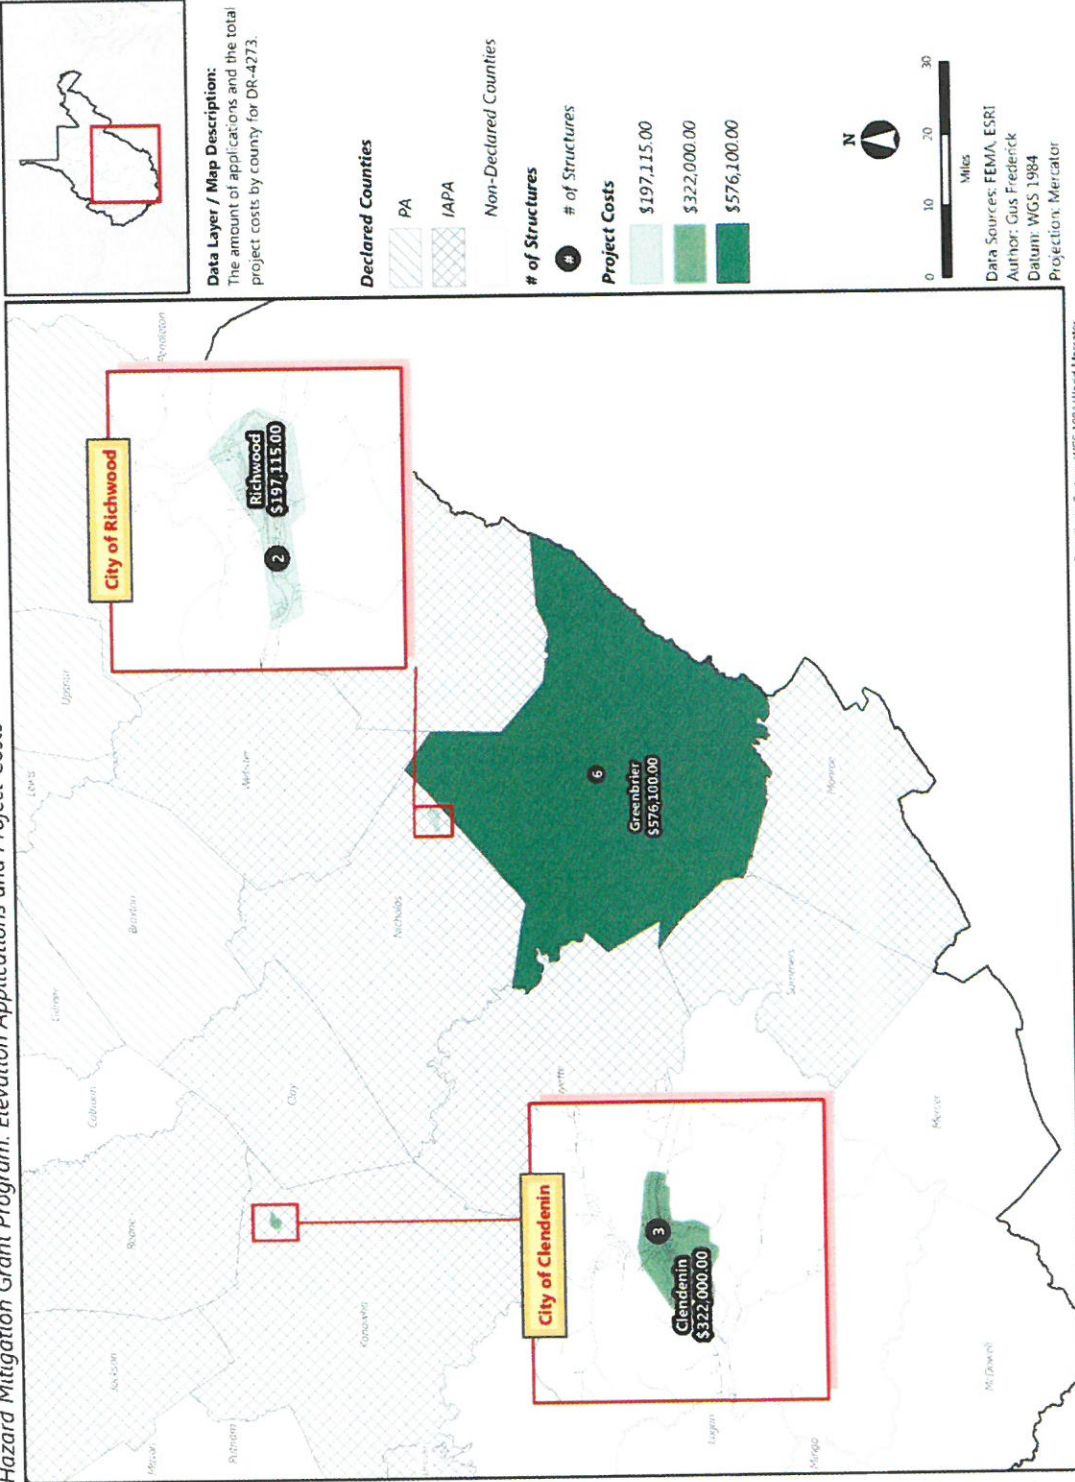 Hazard Mitigation Grant Program: Elevation Applications and Project Costs
City of Richwood
Richwood
$197,115.00
2
Pendleton
Upshur
Lewis
Webster
Braxton
Gilmer
Nicholas
Calhoun
Clay
Roane
Jackson
Mason
Putnam
Kanawha
6
Greenbrier
$576,100.00
Monroe
Summers
Mercer
City of Clendenin
3
Clendenin
$322,000.00
Logan
Mingo
McDowell
Data Layer / Map Description:
The amount of applications and the total
project costs by county for DR-4273.
Declared Counties
PA
IAPA
Non-Declared Counties
# of Structures
# # of Structures
Project Costs
$197,115.00
$322,000.00
$576,100.00
N
0 10 20 30
Miles
Data Sources: FEMA, ESRI
Author: Gus Frederick
Datum: WGS 1984
Projection: Mercator